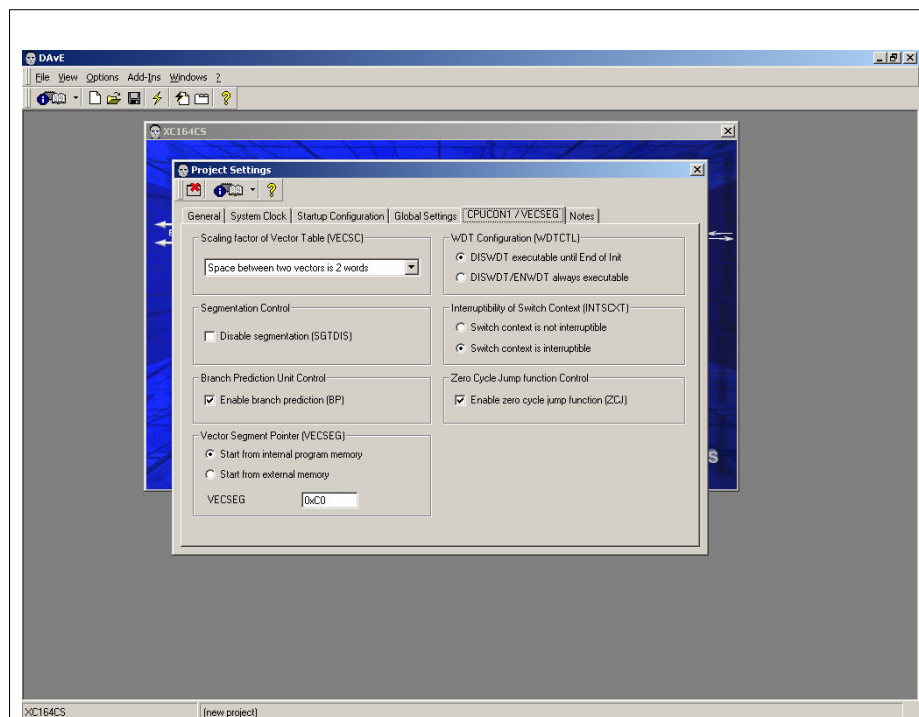 DAvE
File View Options Add-Ins Windows ?
XC164CS
Project Settings
General System Clock Startup Configuration Global Settings CPUCON1 / VECSEG Notes
Scaling factor of Vector Table (VECSC)
Space between two vectors is 2 words
WDT Configuration (WDTCTL)
DISWDT executable until End of Init
DISWDT/ENWDT always executable
Segmentation Control
Disable segmentation (SGTDIS)
Interruptibility of Switch Context (INTSCXT)
Switch context is not interruptible
Switch context is interruptible
Branch Prediction Unit Control
Enable branch prediction (BP)
Zero Cycle Jump function Control
Enable zero cycle jump function (ZCJ)
Vector Segment Pointer (VECSEG)
Start from internal program memory
Start from external memory
VECSEG 0xC0
S
XC164CS (new project)